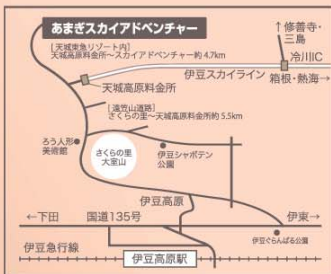 あまぎスカイアドベンチャー
[天城東急リゾート内]
天城高原料金所～スカイアドベンチャー約4.7km
↑修善寺・
三島
冷川IC
伊豆スカイライン
箱根・熱海→
天城高原料金所
[遠笠山道路]
さくらの里～天城高原料金所約5.5km
ろう人形
美術館
さくらの里
大室山
伊豆シャボテン
公園
伊豆高原
←下田
国道135号
伊東→
伊豆ぐらんぱる公園
伊豆急行線
伊豆高原駅